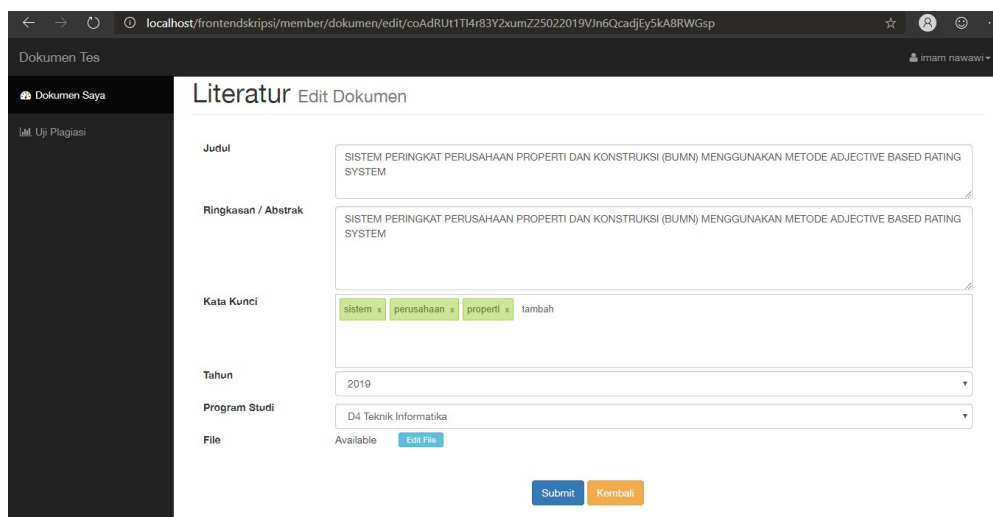 localhost/frontendskripsi/member/dokumen/edit/coAdRUt1Tl4r83Y2xumZ25022019VJn6QcadjEy5kA8RWGsp
Dokumen Tes
imam nawawi
Dokumen Saya
Uji Plagiasi
Literatur Edit Dokumen
Judul
SISTEM PERINGKAT PERUSAHAAN PROPERTI DAN KONSTRUKSI (BUMN) MENGGUNAKAN METODE ADJECTIVE BASED RATING
SYSTEM
Ringkasan / Abstrak
SISTEM PERINGKAT PERUSAHAAN PROPERTI DAN KONSTRUKSI (BUMN) MENGGUNAKAN METODE ADJECTIVE BASED RATING
SYSTEM
Kata Kunci
sistem x perusahaan x properti x tambah
Tahun
2019
Program Studi
D4 Teknik Informatika
File
Available Edit File
Submit Kembali